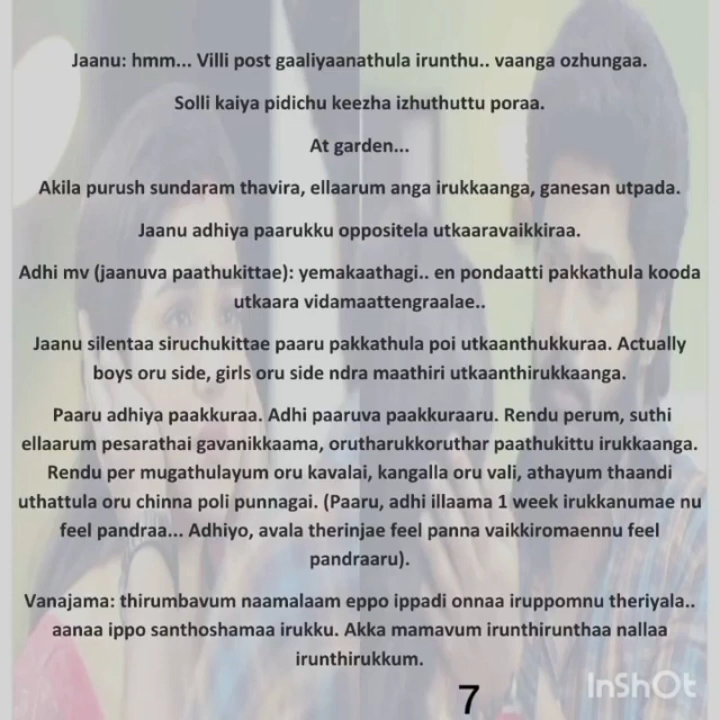 Jaanu: hmm... Villi post gaaliyaanathula irunthu.. vaanga ozhungaa.
Solli kaiya pidichu keezha izhuthuttu poraa.
At garden...
Akila purush sundaram thavira, ellaarum anga irukkaanga, ganesan utpada.
Jaanu adhiya paarukku oppositela utkaaravaikkiraa.
Adhi mv (jaanuva paathukittae): yemakaathagi.. en pondaatti pakkathula kooda
utkaara vidamaattengraalae..
Jaanu silentaa siruchukittae paaru pakkathula poi utkaanthukkuraa. Actually
boys oru side, girls oru side ndra maathiri utkaanthirukkaanga.
Paaru adhiya paakkuraa. Adhi paaruva paakkuraaru. Rendu perum, suthi
ellaarum pesarathai gavanikkaama, orutharukkoruthar paathukittu irukkaanga.
Rendu per mugathulayum oru kavalai, kangalla oru vali, athayum thaandi
uthattula oru chinna poli punnagai. (Paaru, adhi illaama 1 week irukkanumae nu
feel pandraa... Adhiyo, avala therinjae feel panna vaikkiromaennu feel
pandraaru).
Vanajama: thirumbavum naamalaam eppo ippadi onnaa iruppomnu theriyala..
aanaa ippo santhoshamaa irukku. Akka mamavum irunthirunthaa nallaa
irunthirukkum.
7
InShOt